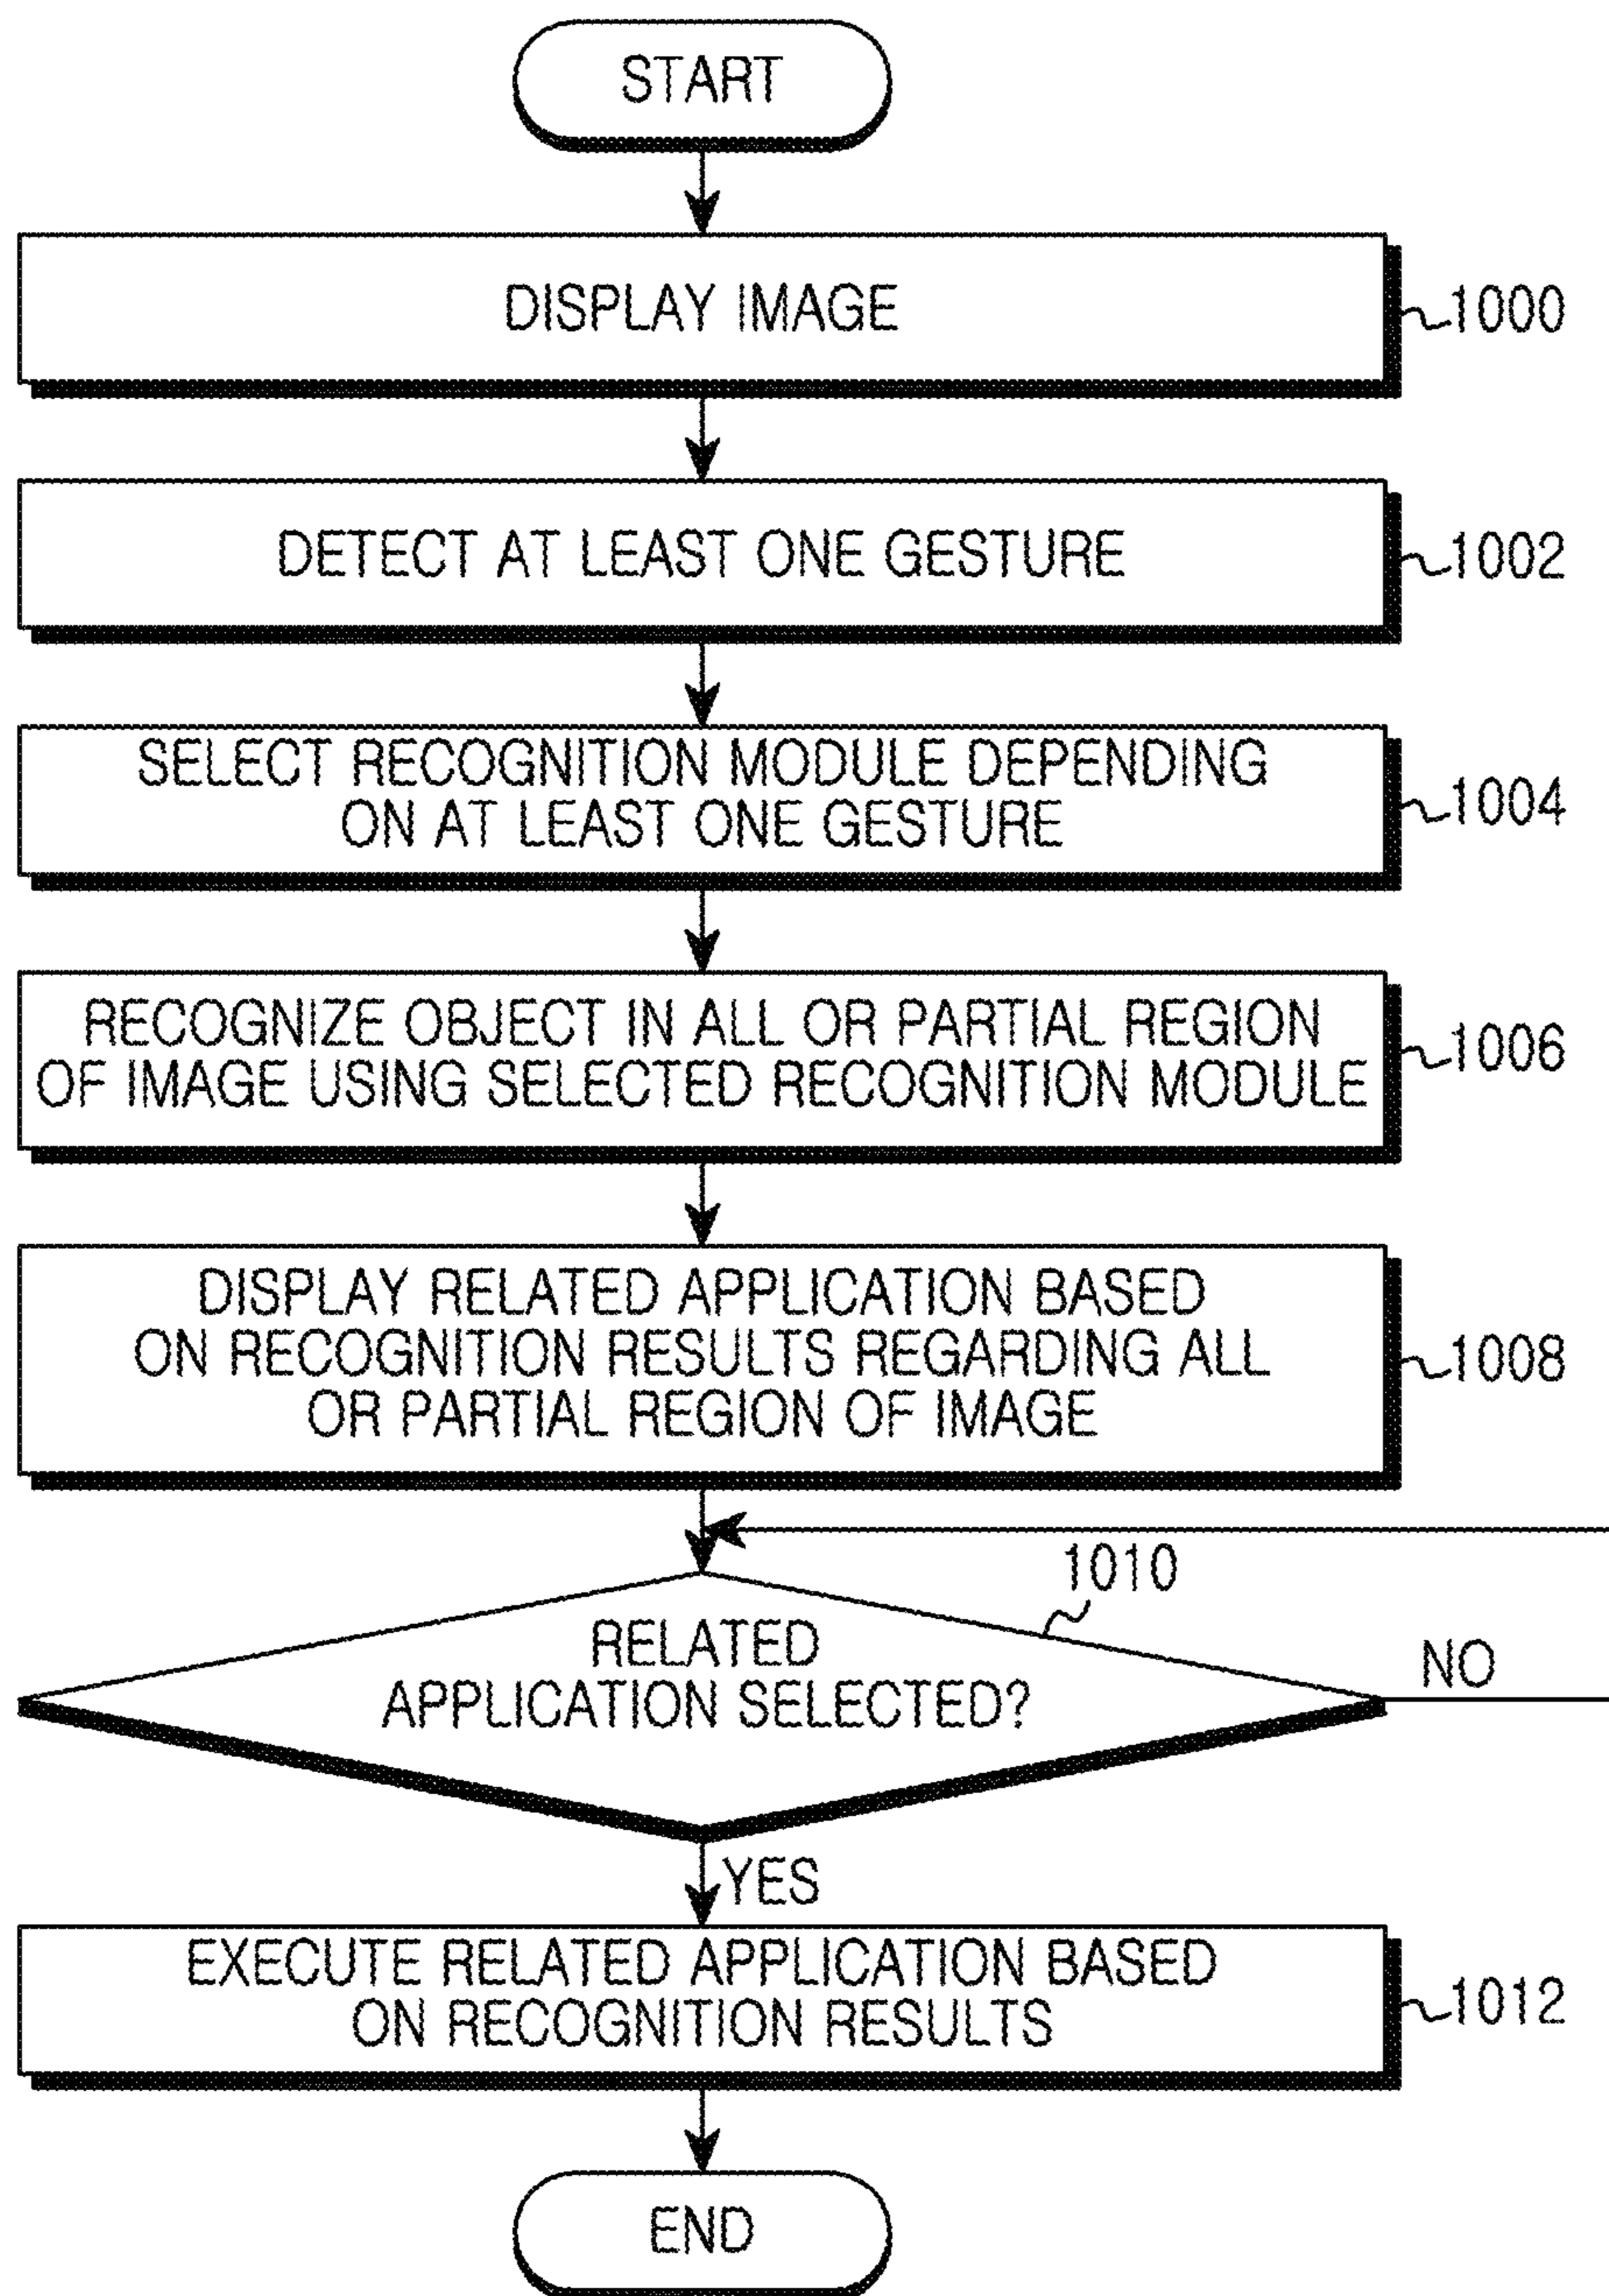 START
DISPLAY IMAGE
1000
DETECT AT LEAST ONE GESTURE
1002
SELECT RECOGNITION MODULE DEPENDING
ON AT LEAST ONE GESTURE
1004
RECOGNIZE OBJECT IN ALL OR PARTIAL REGION
OF IMAGE USING SELECTED RECOGNITION MODULE
1006
DISPLAY RELATED APPLICATION BASED
ON RECOGNITION RESULTS REGARDING ALL
OR PARTIAL REGION OF IMAGE
1008
1010
RELATED
APPLICATION SELECTED?
NO
YES
EXECUTE RELATED APPLICATION BASED
ON RECOGNITION RESULTS
1012
END